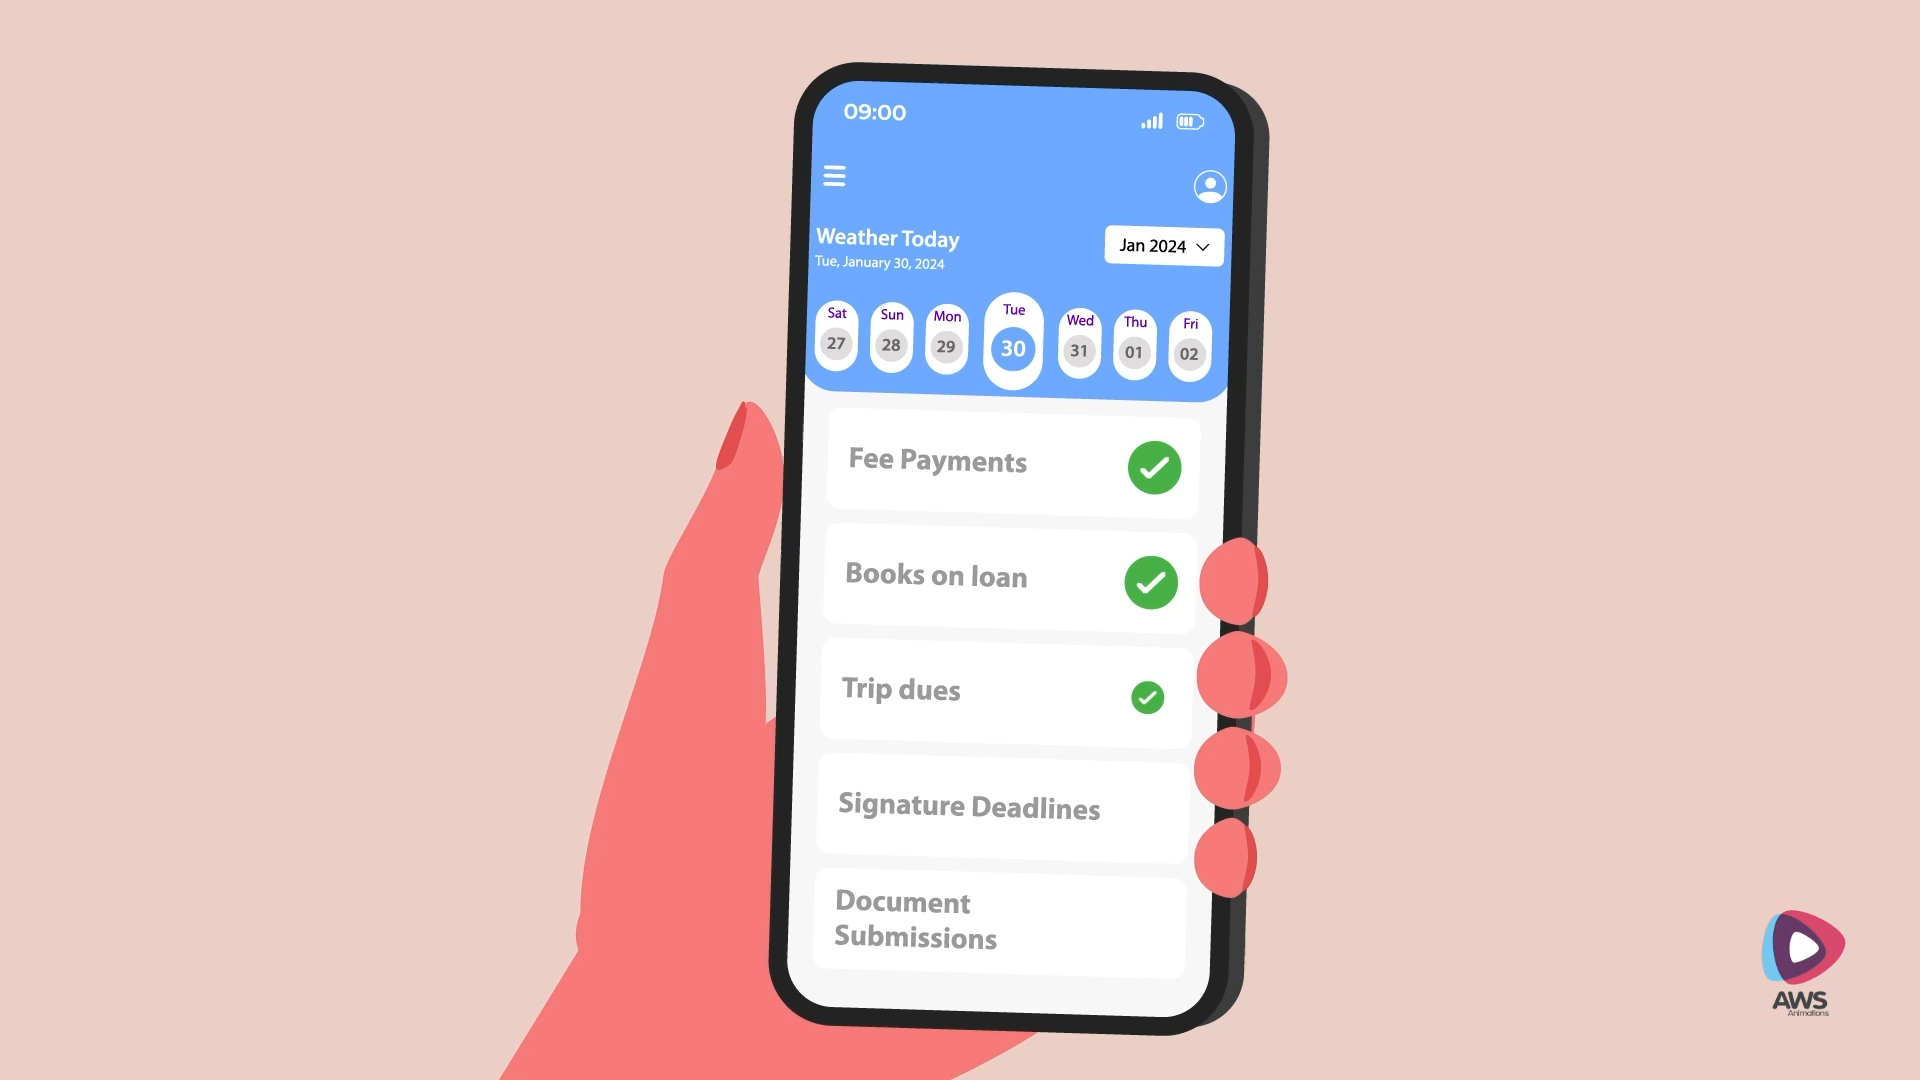 09:00
Weather Today
Tue, January 30, 2024
Jan 2024
Sat Sun Mon Tue Wed Thu Fri
27 28 29 30 31 01 02
Fee Payments
Books on loan
Trip dues
Signature Deadlines
Document
Submissions
AWS
Animations